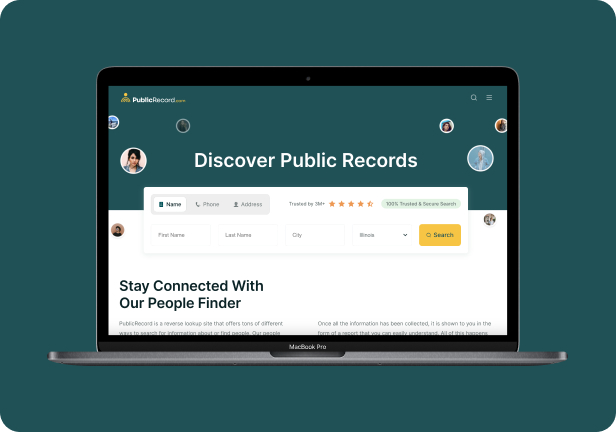 PublicRecord.com
Discover Public Records
Name Phone Address Trusted by 3M+ 100% Trusted & Secure Search
First Name Last Name City Illinois Search
Stay Connected With
Our People Finder
PublicRecord is a reverse lookup site that offers tons of different
ways to search for information about or find people. Our people
Once all the information has been collected, it is shown to you in the
form of a report that you can easily understand. All of this happens
MacBook Pro